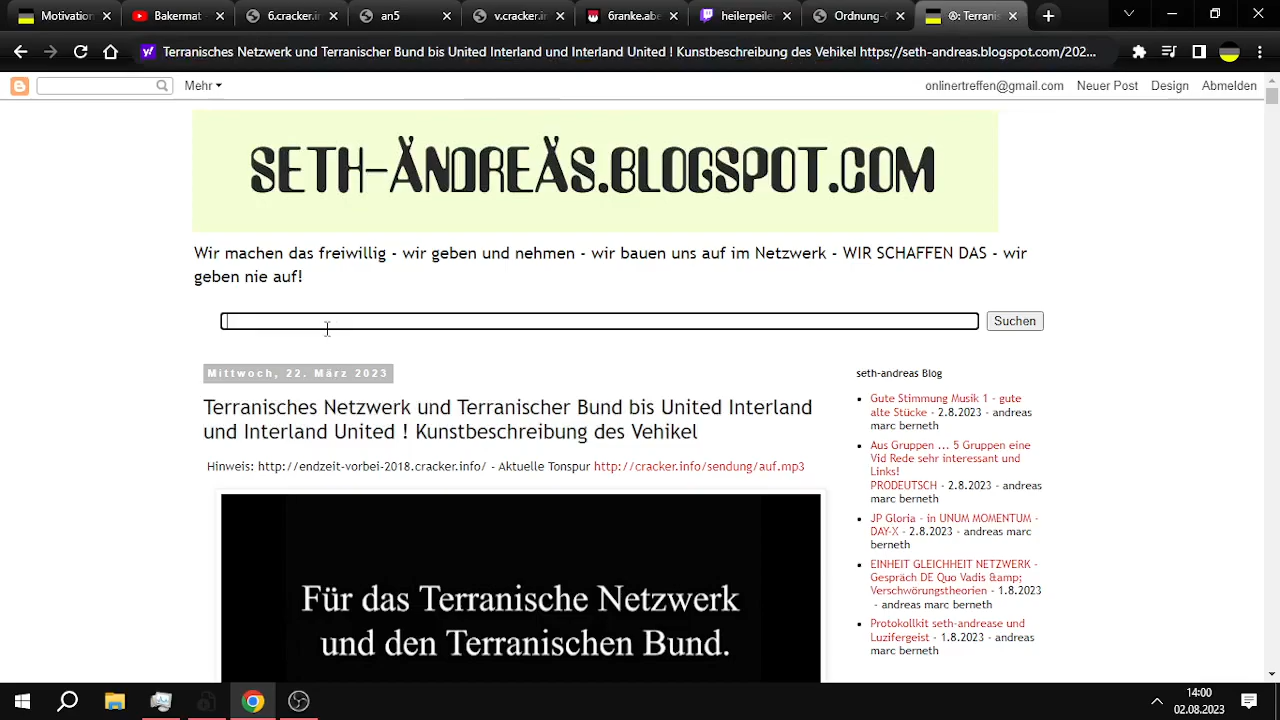 Motivation
Bakermat
6.cracker.in
an5
v.cracker.in
6ranke.abe
heilerpeile
Ordnung-
Terranis
Terranisches Netzwerk und Terranischer Bund bis United Interland und Interland United ! Kunstbeschreibung des Vehikel https://seth-andreas.blogspot.com/202...
Mehr
onlinertreffen@gmail.com Neuer Post Design Abmelden
SETH-ÄNDREÄS.BLOGSPOT.COM
Wir machen das freiwillig - wir geben und nehmen - wir bauen uns auf im Netzwerk - WIR SCHAFFEN DAS - wir
geben nie auf!
Suchen
Mittwoch, 22. März 2023
Terranisches Netzwerk und Terranischer Bund bis United Interland
und Interland United ! Kunstbeschreibung des Vehikel
Hinweis: http://endzeit-vorbei-2018.cracker.info/ - Aktuelle Tonspur http://cracker.info/sendung/auf.mp3
Für das Terranische Netzwerk
und den Terranischen Bund.
seth-andreas Blog
Gute Stimmung Musik 1 - gute
alte Stücke - 2.8.2023 - andreas
marc berneth
Aus Gruppen ... 5 Gruppen eine
Vid Rede sehr interessant und
Links!
PRODEUTSCH - 2.8.2023 - andreas
marc berneth
JP Gloria - in UNUM MOMENTUM -
DAY-X - 2.8.2023 - andreas marc
berneth
EINHEIT GLEICHHEIT NETZWERK -
Gespräch DE Quo Vadis &amp;
Verschwörungstheorien - 1.8.2023
- andreas marc berneth
Protokollkit seth-andrease und
Luzifergeist - 1.8.2023 - andreas
marc berneth
14:00
02.08.2023